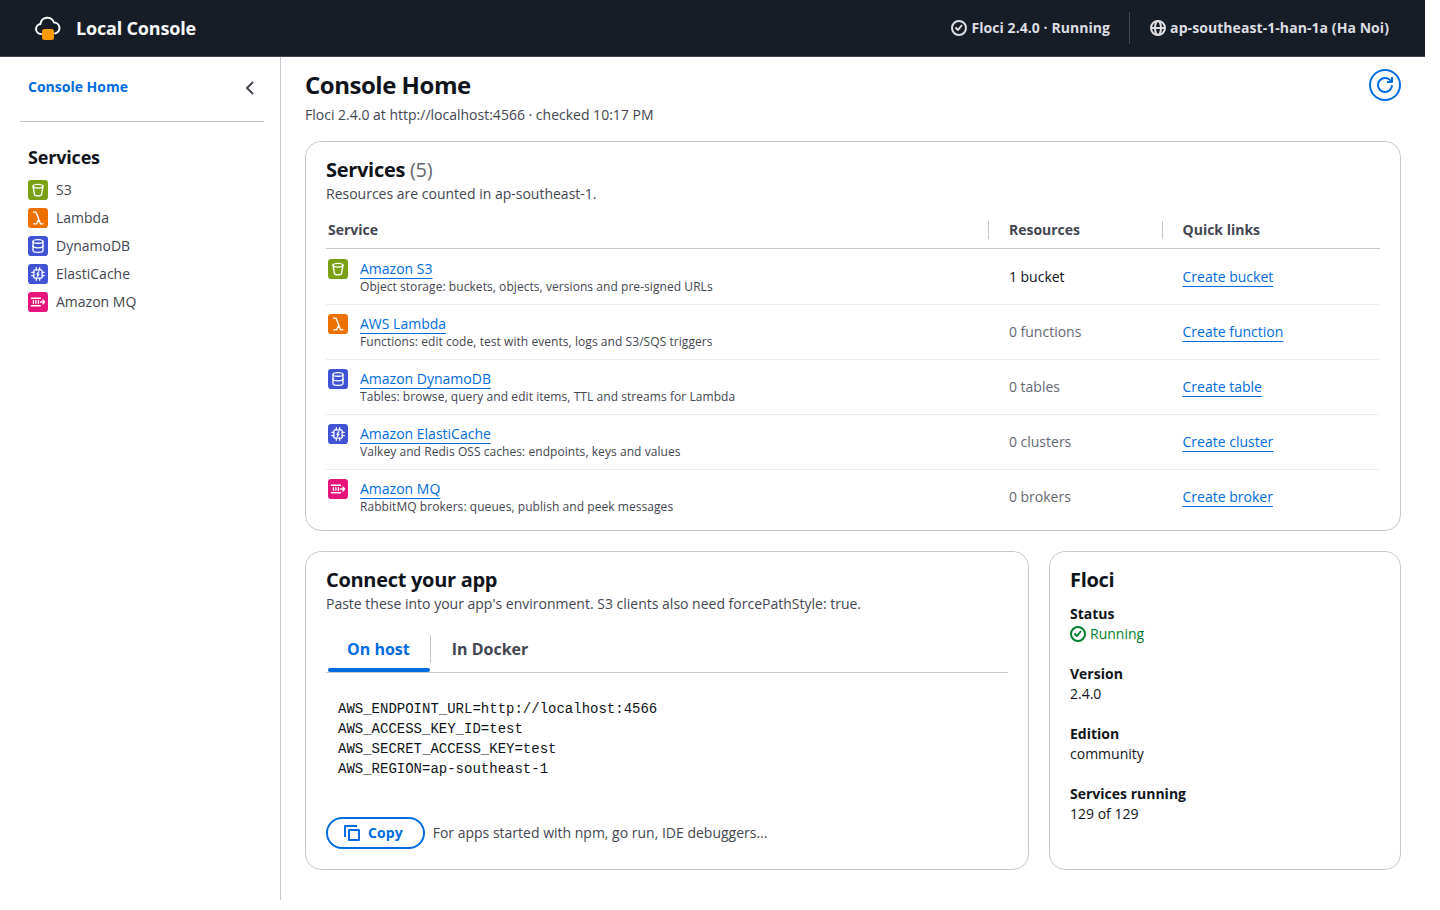 Local Console
Floci 2.4.0 · Running
ap-southeast-1-han-1a (Ha Noi)
Console Home
Services
S3
Lambda
DynamoDB
ElastiCache
Amazon MQ
Console Home
Floci 2.4.0 at http://localhost:4566 · checked 10:17 PM
Services (5)
Resources are counted in ap-southeast-1.
Service Resources Quick links
Amazon S3
Object storage: buckets, objects, versions and pre-signed URLs
1 bucket
Create bucket
AWS Lambda
Functions: edit code, test with events, logs and S3/SQS triggers
0 functions
Create function
Amazon DynamoDB
Tables: browse, query and edit items, TTL and streams for Lambda
0 tables
Create table
Amazon ElastiCache
Valkey and Redis OSS caches: endpoints, keys and values
0 clusters
Create cluster
Amazon MQ
RabbitMQ brokers: queues, publish and peek messages
0 brokers
Create broker
Connect your app
Paste these into your app's environment. S3 clients also need forcePathStyle: true.
On host
In Docker
AWS_ENDPOINT_URL=http://localhost:4566
AWS_ACCESS_KEY_ID=test
AWS_SECRET_ACCESS_KEY=test
AWS_REGION=ap-southeast-1
Copy
For apps started with npm, go run, IDE debuggers...
Floci
Status
Running
Version
2.4.0
Edition
community
Services running
129 of 129